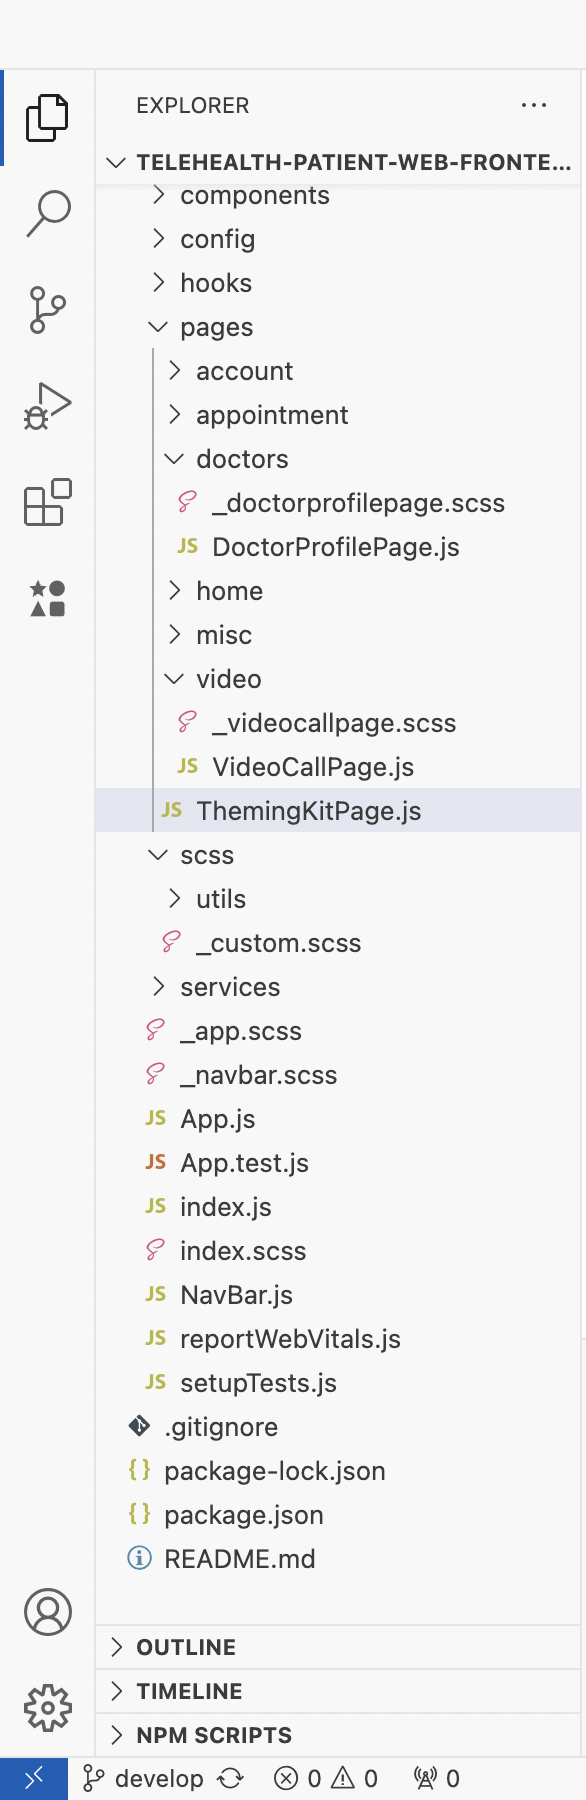 EXPLORER
TELEHEALTH-PATIENT-WEB-FRONTE...
components
config
hooks
pages
account
appointment
doctors
_doctorprofilepage.scss
JS DoctorProfilePage.js
home
misc
video
_videocallpage.scss
JS VideoCallPage.js
JS ThemingKitPage.js
scss
utils
_custom.scss
services
_app.scss
_navbar.scss
JS App.js
JS App.test.js
JS index.js
index.scss
JS NavBar.js
JS reportWebVitals.js
JS setupTests.js
.gitignore
{} package-lock.json
{} package.json
README.md
OUTLINE
TIMELINE
NPM SCRIPTS
develop 0 0 0